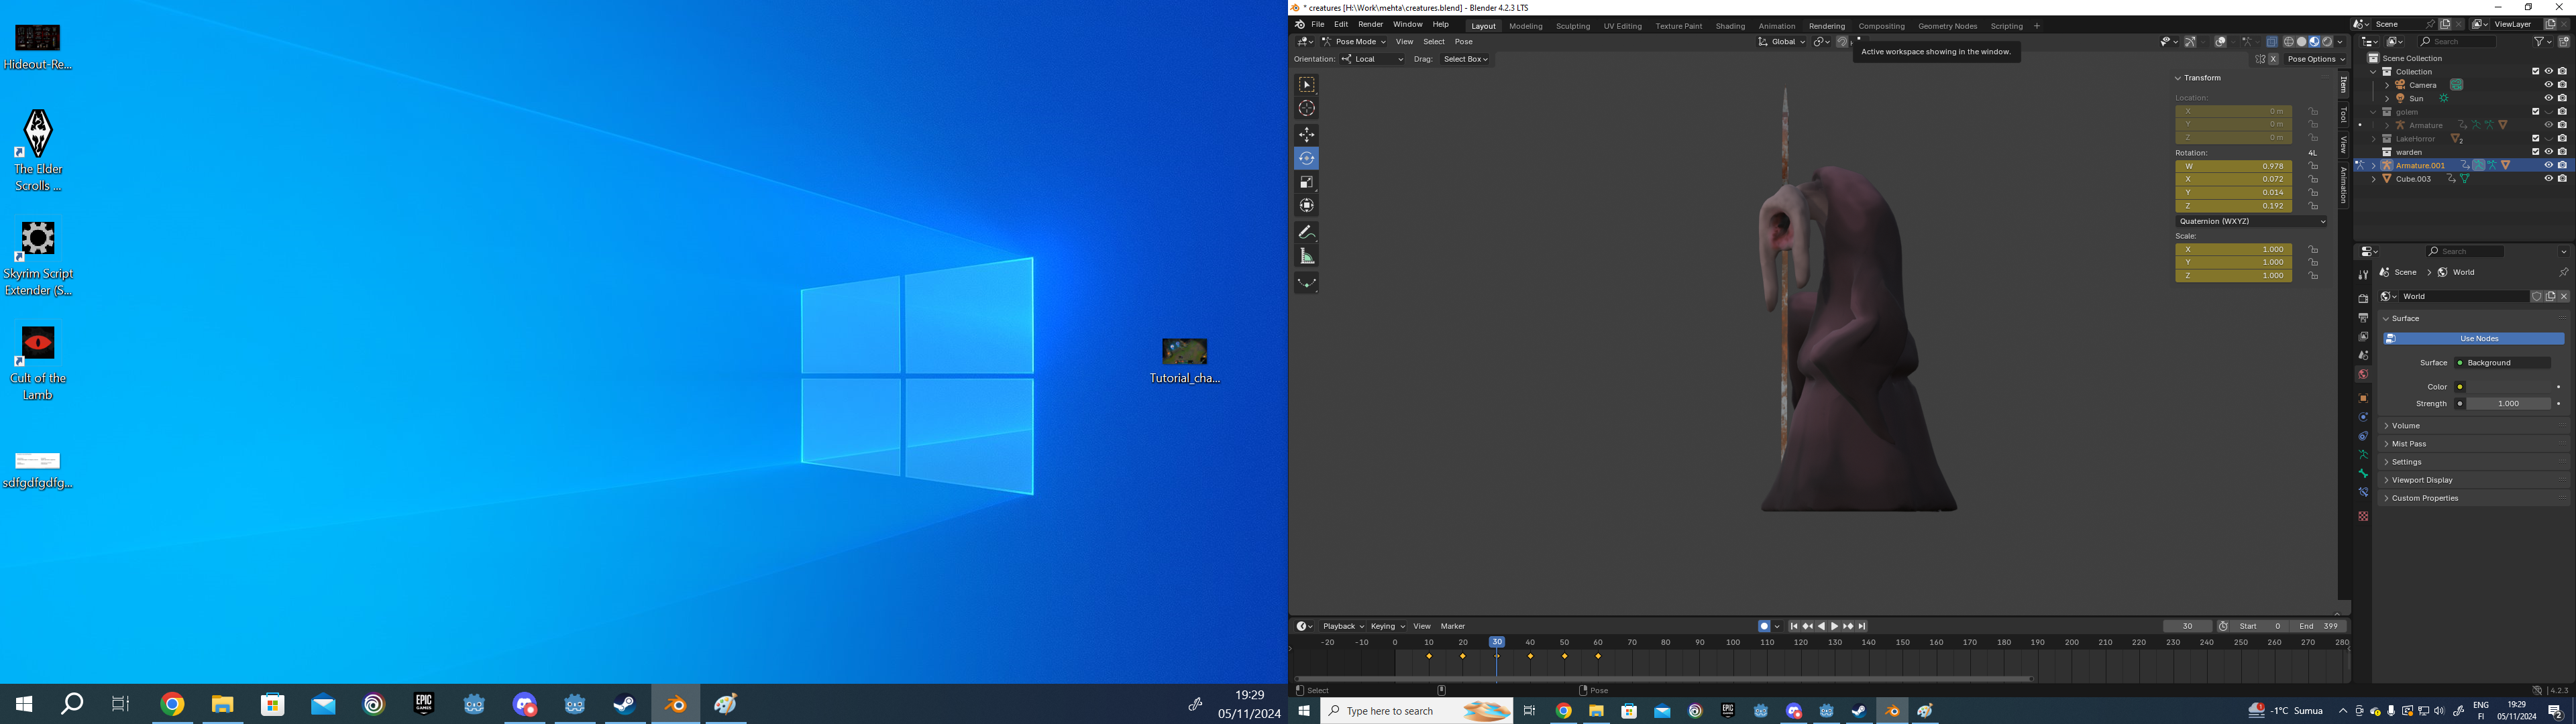 Hideout-Re...
The Elder
Scrolls ...
Skyrim Script
Extender (S...
Cult of the
Lamb
sdfgdfgdfg...
Tutorial_cha...
19:29
05/11/2024
* creatures [H:\Work\mehta\creatures.blend] - Blender 4.2.3 LTS
File Edit Render Window Help
Layout Modeling Sculpting UV Editing Texture Paint Shading Animation Rendering Compositing Geometry Nodes Scripting +
Scene ViewLayer
Pose Mode View Select Pose
Global
Active workspace showing in the window.
Orientation: Local Drag: Select Box
X Pose Options
Transform
Location:
X 0 m
Y 0 m
Z 0 m
Rotation: 4L
W 0.978
X 0.072
Y 0.014
Z 0.192
Quaternion (WXYZ)
Scale:
X 1.000
Y 1.000
Z 1.000
Item
Tool
View
Animation
Search
Scene Collection
Collection
Camera
Sun
golem
Armature
LakeHorror 2
warden
Armature.001
Cube.003
Search
Scene > World
World
Surface
Use Nodes
Surface Background
Color
Strength 1.000
Volume
Mist Pass
Settings
Viewport Display
Custom Properties
Playback Keying View Marker
30 Start 0 End 399
-20 -10 0 10 20 30 40 50 60 70 80 90 100 110 120 130 140 150 160 170 180 190 200 210 220 230 240 250 260 270 280
Select Pose 4.2.3
EPIC
GAMES
Type here to search
-1°C Sumua
ENG
FI
19:29
05/11/2024
2